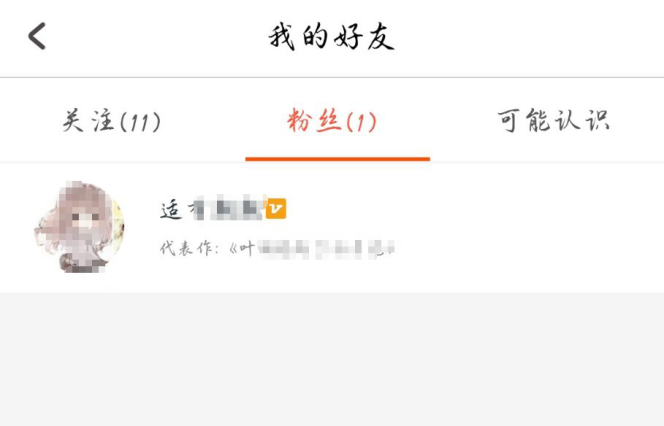 我的好友
关注(11)
粉丝(1)
可能认识
适
代表作:《叶